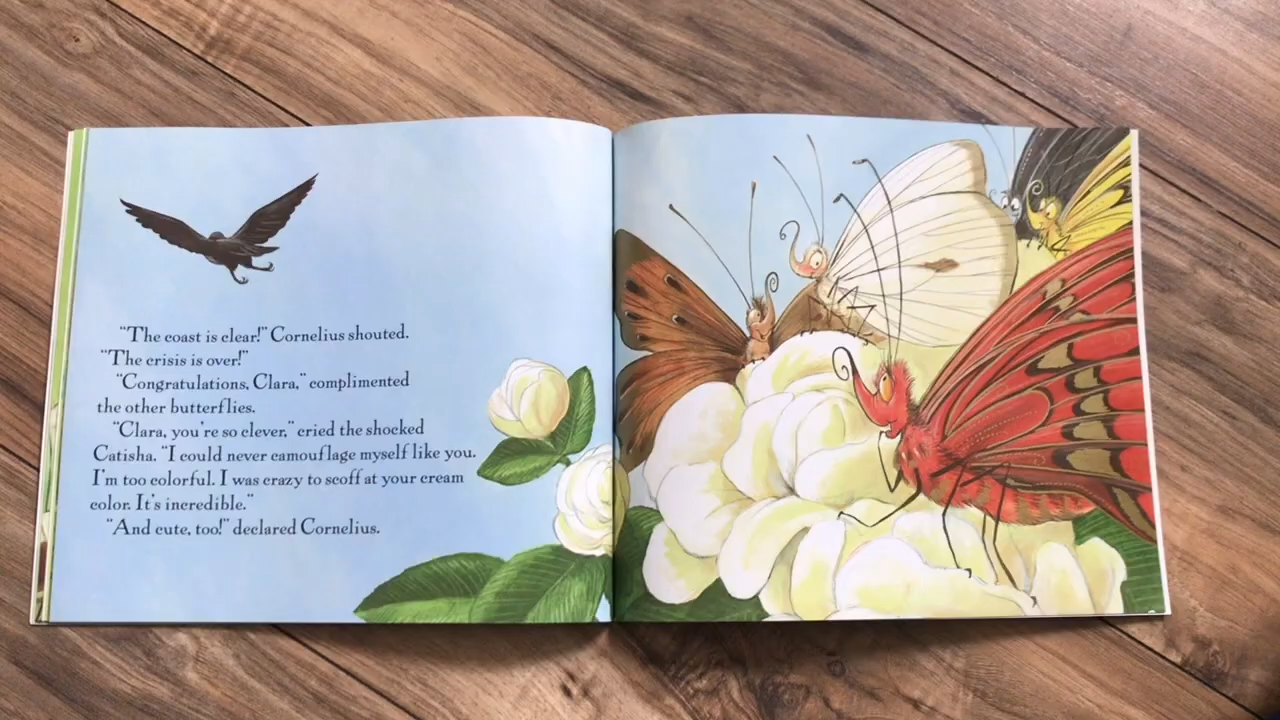 “The coast is clear!” Cornelius shouted.
“The crisis is over!”
“Congratulations, Clara,” complimented
the other butterflies.
“Clara, you’re so clever,” cried the shocked
Catisha. “I could never camouflage myself like you.
I’m too colorful. I was crazy to scoff at your cream
color. It’s incredible.”
“And cute, too!” declared Cornelius.